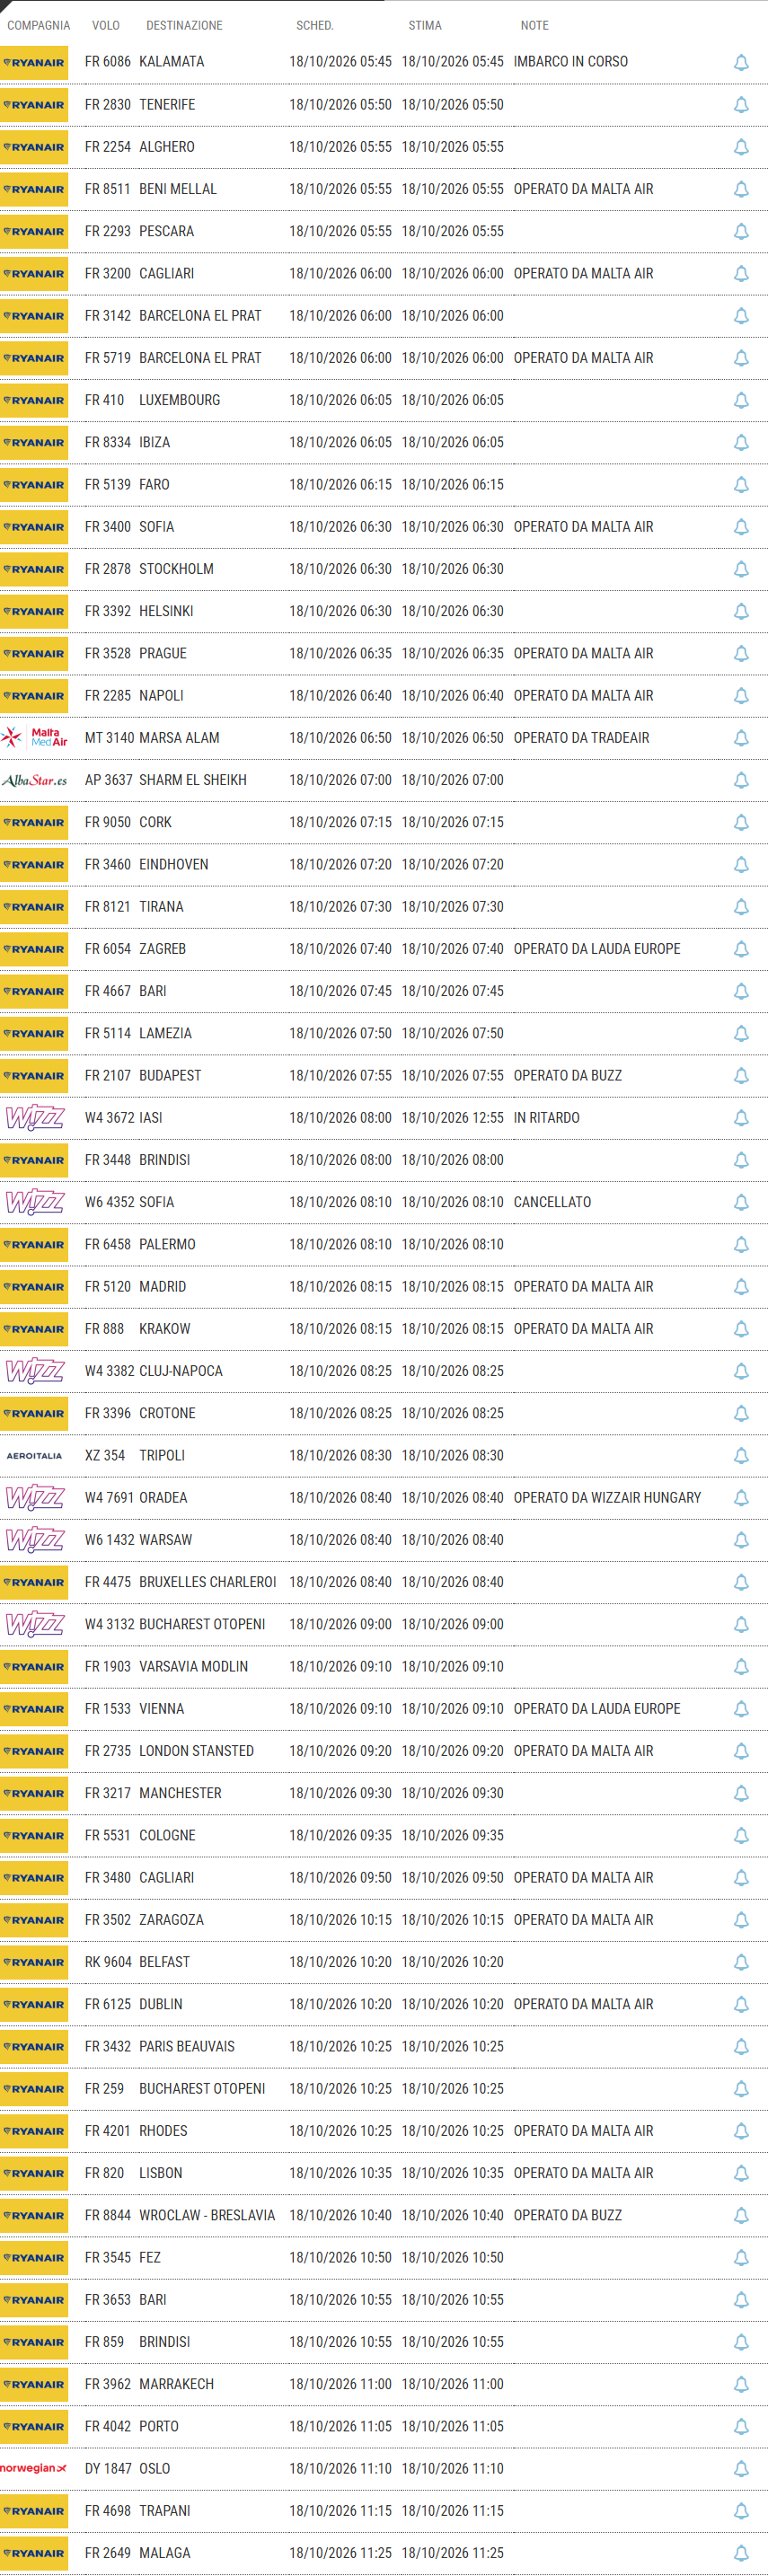 COMPAGNIA VOLO DESTINAZIONE SCHED. STIMA NOTE
RYANAIR FR 6086 KALAMATA 18/10/2026 05:45 18/10/2026 05:45 IMBARCO IN CORSO
RYANAIR FR 2830 TENERIFE 18/10/2026 05:50 18/10/2026 05:50
RYANAIR FR 2254 ALGHERO 18/10/2026 05:55 18/10/2026 05:55
RYANAIR FR 8511 BENI MELLAL 18/10/2026 05:55 18/10/2026 05:55 OPERATO DA MALTA AIR
RYANAIR FR 2293 PESCARA 18/10/2026 05:55 18/10/2026 05:55
RYANAIR FR 3200 CAGLIARI 18/10/2026 06:00 18/10/2026 06:00 OPERATO DA MALTA AIR
RYANAIR FR 3142 BARCELONA EL PRAT 18/10/2026 06:00 18/10/2026 06:00
RYANAIR FR 5719 BARCELONA EL PRAT 18/10/2026 06:00 18/10/2026 06:00 OPERATO DA MALTA AIR
RYANAIR FR 410 LUXEMBOURG 18/10/2026 06:05 18/10/2026 06:05
RYANAIR FR 8334 IBIZA 18/10/2026 06:05 18/10/2026 06:05
RYANAIR FR 5139 FARO 18/10/2026 06:15 18/10/2026 06:15
RYANAIR FR 3400 SOFIA 18/10/2026 06:30 18/10/2026 06:30 OPERATO DA MALTA AIR
RYANAIR FR 2878 STOCKHOLM 18/10/2026 06:30 18/10/2026 06:30
RYANAIR FR 3392 HELSINKI 18/10/2026 06:30 18/10/2026 06:30
RYANAIR FR 3528 PRAGUE 18/10/2026 06:35 18/10/2026 06:35 OPERATO DA MALTA AIR
RYANAIR FR 2285 NAPOLI 18/10/2026 06:40 18/10/2026 06:40 OPERATO DA MALTA AIR
Malta MedAir MT 3140 MARSA ALAM 18/10/2026 06:50 18/10/2026 06:50 OPERATO DA TRADEAIR
AlbaStar.es AP 3637 SHARM EL SHEIKH 18/10/2026 07:00 18/10/2026 07:00
RYANAIR FR 9050 CORK 18/10/2026 07:15 18/10/2026 07:15
RYANAIR FR 3460 EINDHOVEN 18/10/2026 07:20 18/10/2026 07:20
RYANAIR FR 8121 TIRANA 18/10/2026 07:30 18/10/2026 07:30
RYANAIR FR 6054 ZAGREB 18/10/2026 07:40 18/10/2026 07:40 OPERATO DA LAUDA EUROPE
RYANAIR FR 4667 BARI 18/10/2026 07:45 18/10/2026 07:45
RYANAIR FR 5114 LAMEZIA 18/10/2026 07:50 18/10/2026 07:50
RYANAIR FR 2107 BUDAPEST 18/10/2026 07:55 18/10/2026 07:55 OPERATO DA BUZZ
WIZZ W4 3672 IASI 18/10/2026 08:00 18/10/2026 12:55 IN RITARDO
RYANAIR FR 3448 BRINDISI 18/10/2026 08:00 18/10/2026 08:00
WIZZ W6 4352 SOFIA 18/10/2026 08:10 18/10/2026 08:10 CANCELLATO
RYANAIR FR 6458 PALERMO 18/10/2026 08:10 18/10/2026 08:10
RYANAIR FR 5120 MADRID 18/10/2026 08:15 18/10/2026 08:15 OPERATO DA MALTA AIR
RYANAIR FR 888 KRAKOW 18/10/2026 08:15 18/10/2026 08:15 OPERATO DA MALTA AIR
WIZZ W4 3382 CLUJ-NAPOCA 18/10/2026 08:25 18/10/2026 08:25
RYANAIR FR 3396 CROTONE 18/10/2026 08:25 18/10/2026 08:25
AEROITALIA XZ 354 TRIPOLI 18/10/2026 08:30 18/10/2026 08:30
WIZZ W4 7691 ORADEA 18/10/2026 08:40 18/10/2026 08:40 OPERATO DA WIZZAIR HUNGARY
WIZZ W6 1432 WARSAW 18/10/2026 08:40 18/10/2026 08:40
RYANAIR FR 4475 BRUXELLES CHARLEROI 18/10/2026 08:40 18/10/2026 08:40
WIZZ W4 3132 BUCHAREST OTOPENI 18/10/2026 09:00 18/10/2026 09:00
RYANAIR FR 1903 VARSAVIA MODLIN 18/10/2026 09:10 18/10/2026 09:10
RYANAIR FR 1533 VIENNA 18/10/2026 09:10 18/10/2026 09:10 OPERATO DA LAUDA EUROPE
RYANAIR FR 2735 LONDON STANSTED 18/10/2026 09:20 18/10/2026 09:20 OPERATO DA MALTA AIR
RYANAIR FR 3217 MANCHESTER 18/10/2026 09:30 18/10/2026 09:30
RYANAIR FR 5531 COLOGNE 18/10/2026 09:35 18/10/2026 09:35
RYANAIR FR 3480 CAGLIARI 18/10/2026 09:50 18/10/2026 09:50 OPERATO DA MALTA AIR
RYANAIR FR 3502 ZARAGOZA 18/10/2026 10:15 18/10/2026 10:15 OPERATO DA MALTA AIR
RYANAIR RK 9604 BELFAST 18/10/2026 10:20 18/10/2026 10:20
RYANAIR FR 6125 DUBLIN 18/10/2026 10:20 18/10/2026 10:20 OPERATO DA MALTA AIR
RYANAIR FR 3432 PARIS BEAUVAIS 18/10/2026 10:25 18/10/2026 10:25
RYANAIR FR 259 BUCHAREST OTOPENI 18/10/2026 10:25 18/10/2026 10:25
RYANAIR FR 4201 RHODES 18/10/2026 10:25 18/10/2026 10:25 OPERATO DA MALTA AIR
RYANAIR FR 820 LISBON 18/10/2026 10:35 18/10/2026 10:35 OPERATO DA MALTA AIR
RYANAIR FR 8844 WROCLAW - BRESLAVIA 18/10/2026 10:40 18/10/2026 10:40 OPERATO DA BUZZ
RYANAIR FR 3545 FEZ 18/10/2026 10:50 18/10/2026 10:50
RYANAIR FR 3653 BARI 18/10/2026 10:55 18/10/2026 10:55
RYANAIR FR 859 BRINDISI 18/10/2026 10:55 18/10/2026 10:55
RYANAIR FR 3962 MARRAKECH 18/10/2026 11:00 18/10/2026 11:00
RYANAIR FR 4042 PORTO 18/10/2026 11:05 18/10/2026 11:05
norwegian DY 1847 OSLO 18/10/2026 11:10 18/10/2026 11:10
RYANAIR FR 4698 TRAPANI 18/10/2026 11:15 18/10/2026 11:15
RYANAIR FR 2649 MALAGA 18/10/2026 11:25 18/10/2026 11:25